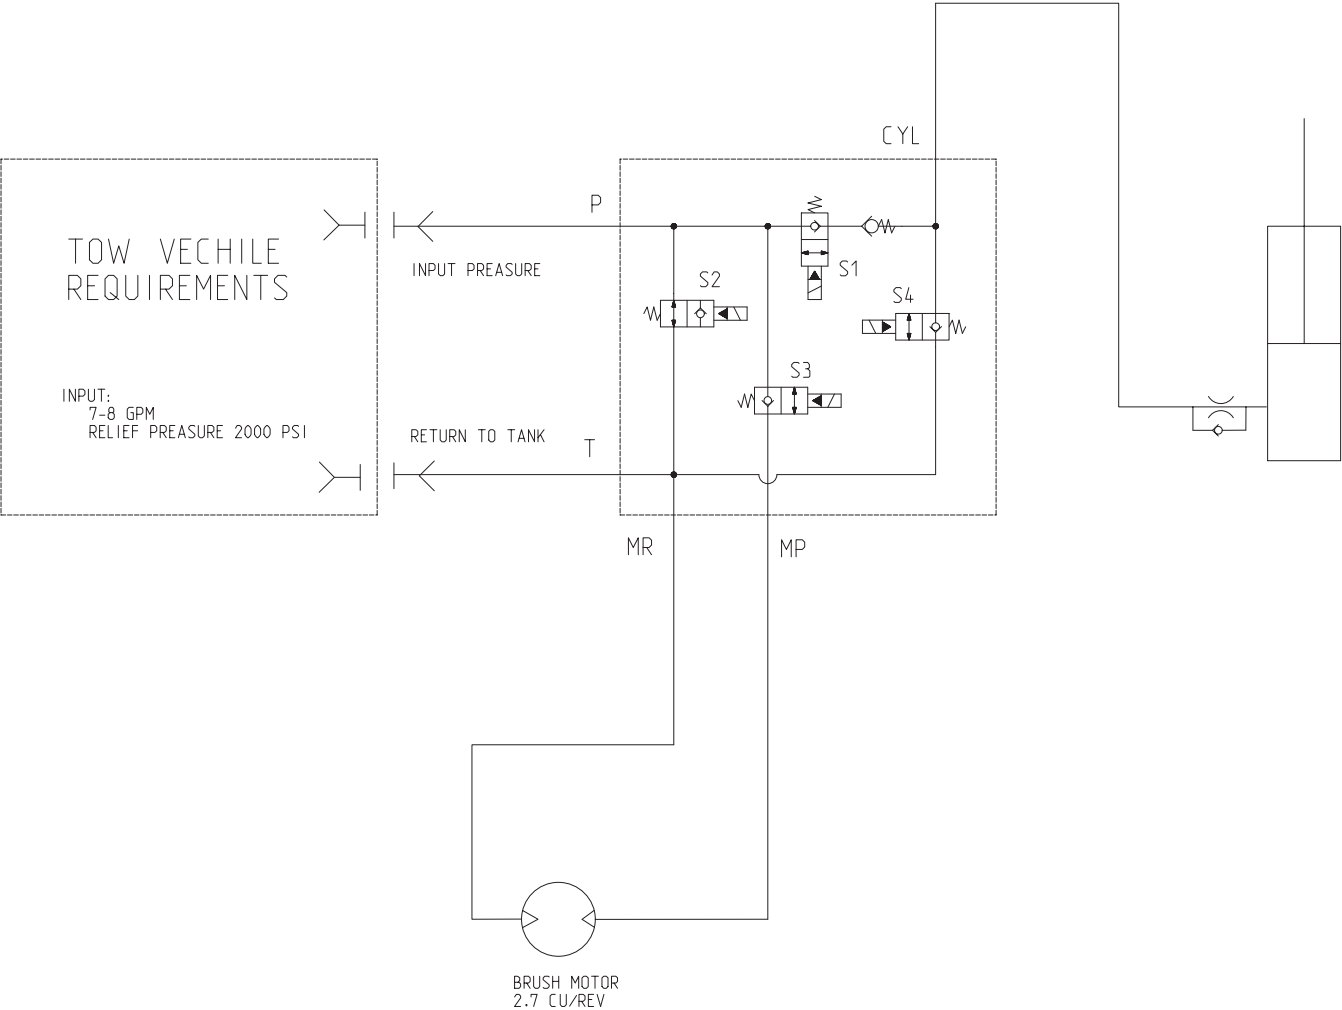 CYL
P
TOW VECHILE
REQUIREMENTS
INPUT PREASURE
S1
S2
S4
S3
INPUT:
7-8 GPM
RELIEF PREASURE 2000 PSI
RETURN TO TANK
T
MR
MP
BRUSH MOTOR
2.7 CU/REV